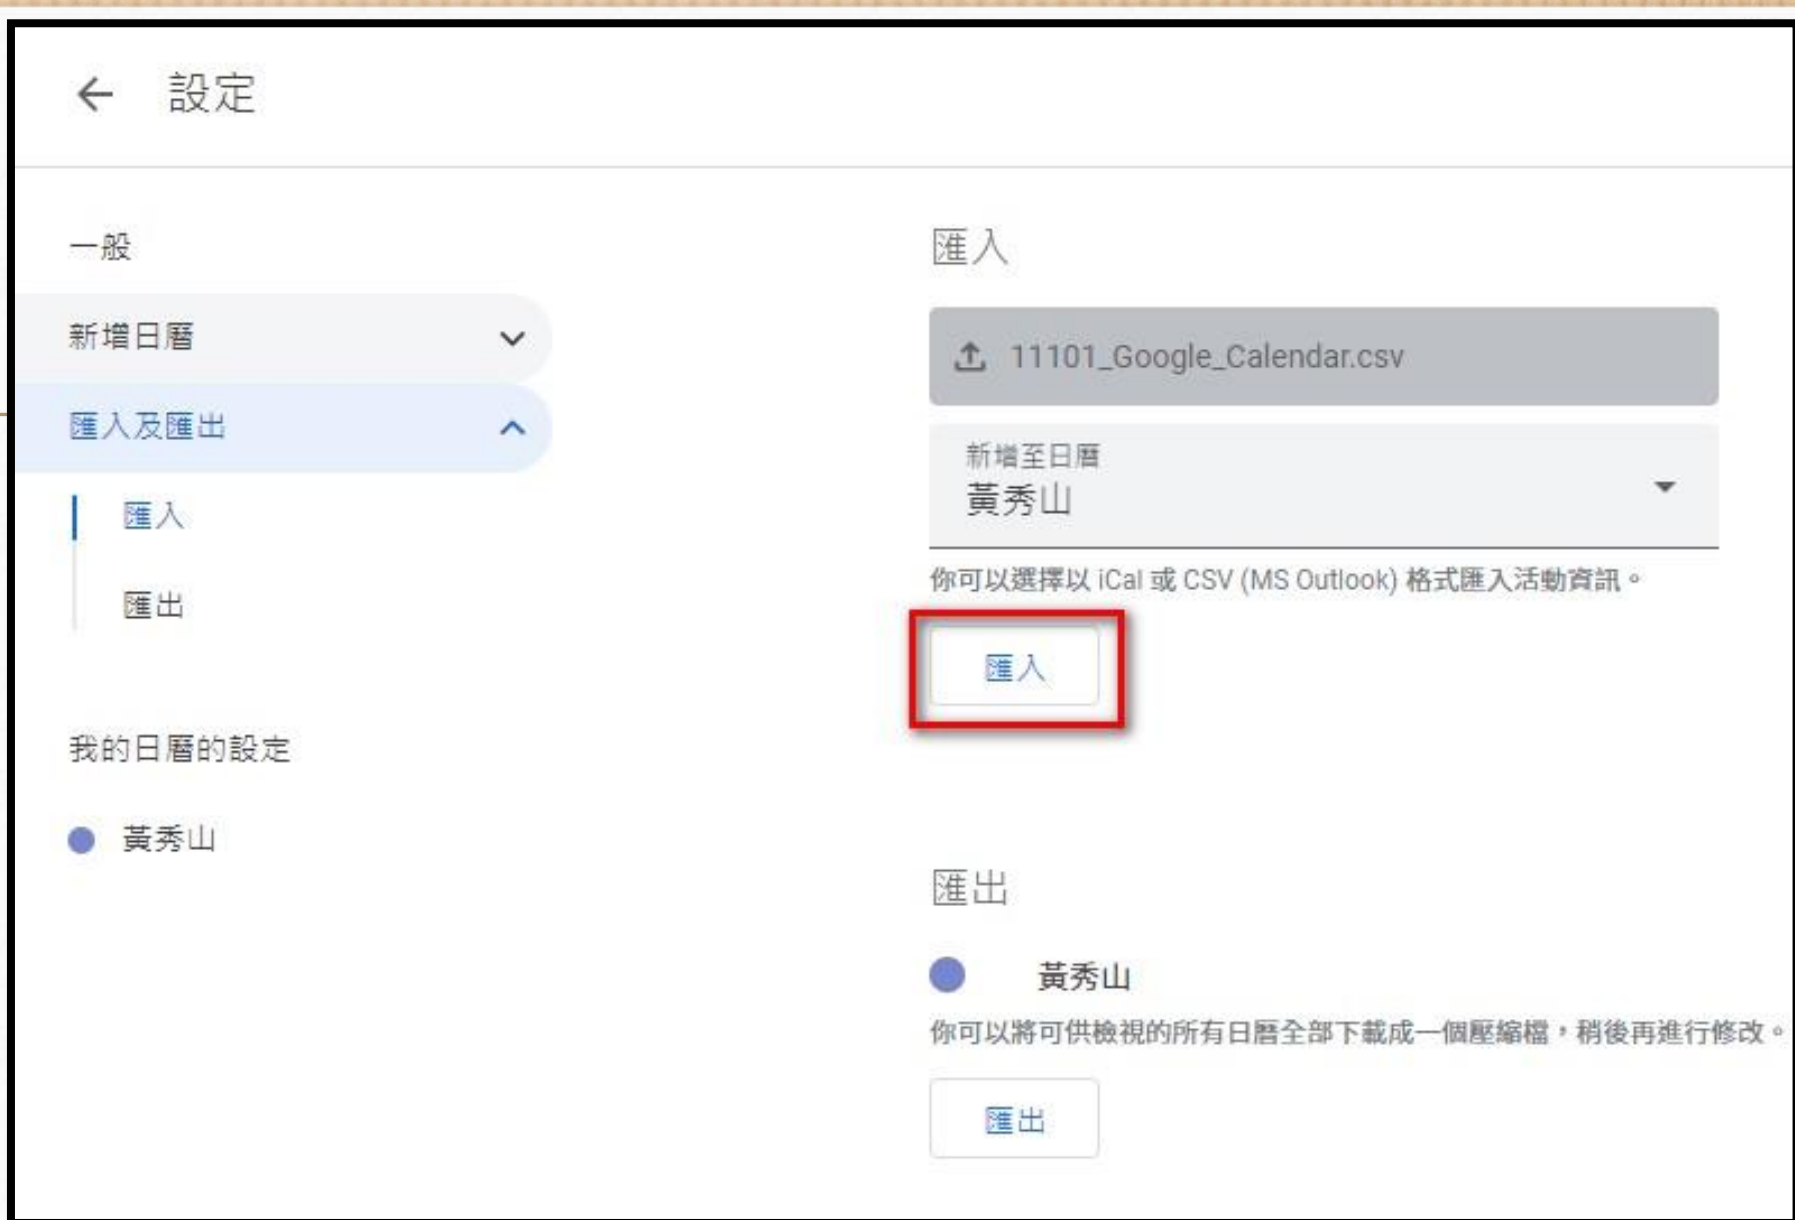 設定
一般
新增日曆
匯入及匯出
匯入
匯出
我的日曆的設定
黃秀山
匯入
11101_Google_Calendar.csv
新增至日曆
黃秀山
你可以選擇以 iCal 或 CSV (MS Outlook) 格式匯入活動資訊。
匯入
匯出
黃秀山
你可以將可供檢視的所有日曆全部下載成一個壓縮檔，稍後再進行修改。
匯出